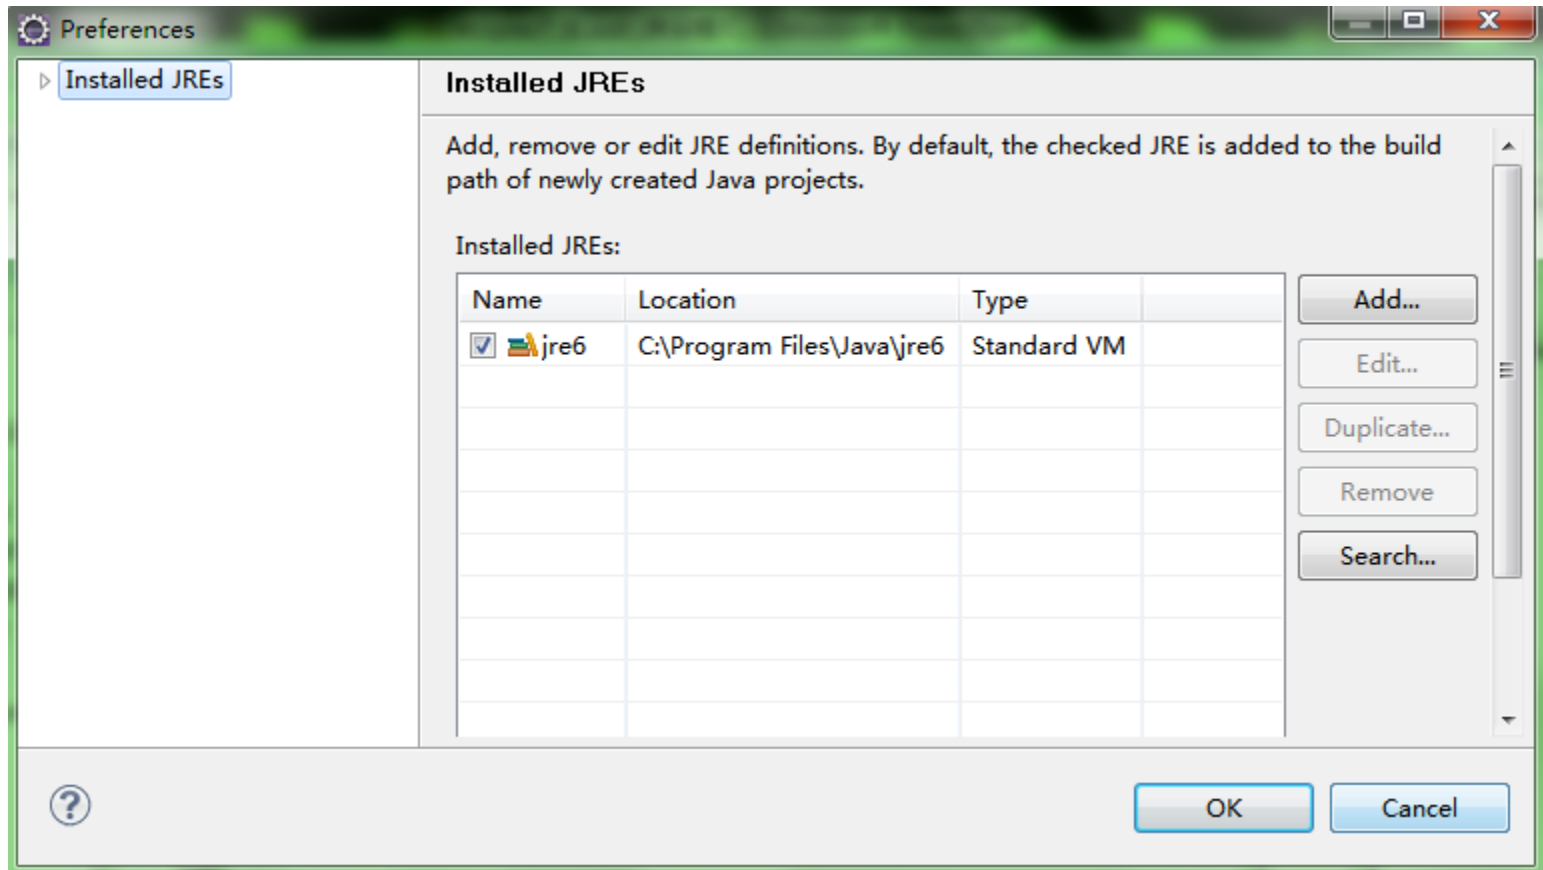 Preferences
Installed JREs
Installed JREs
Add, remove or edit JRE definitions. By default, the checked JRE is added to the build
path of newly created Java projects.
Installed JREs:
Name Location Type
jre6 C:\Program Files\Java\jre6 Standard VM
Add...
Edit...
Duplicate...
Remove
Search...
?
OK Cancel